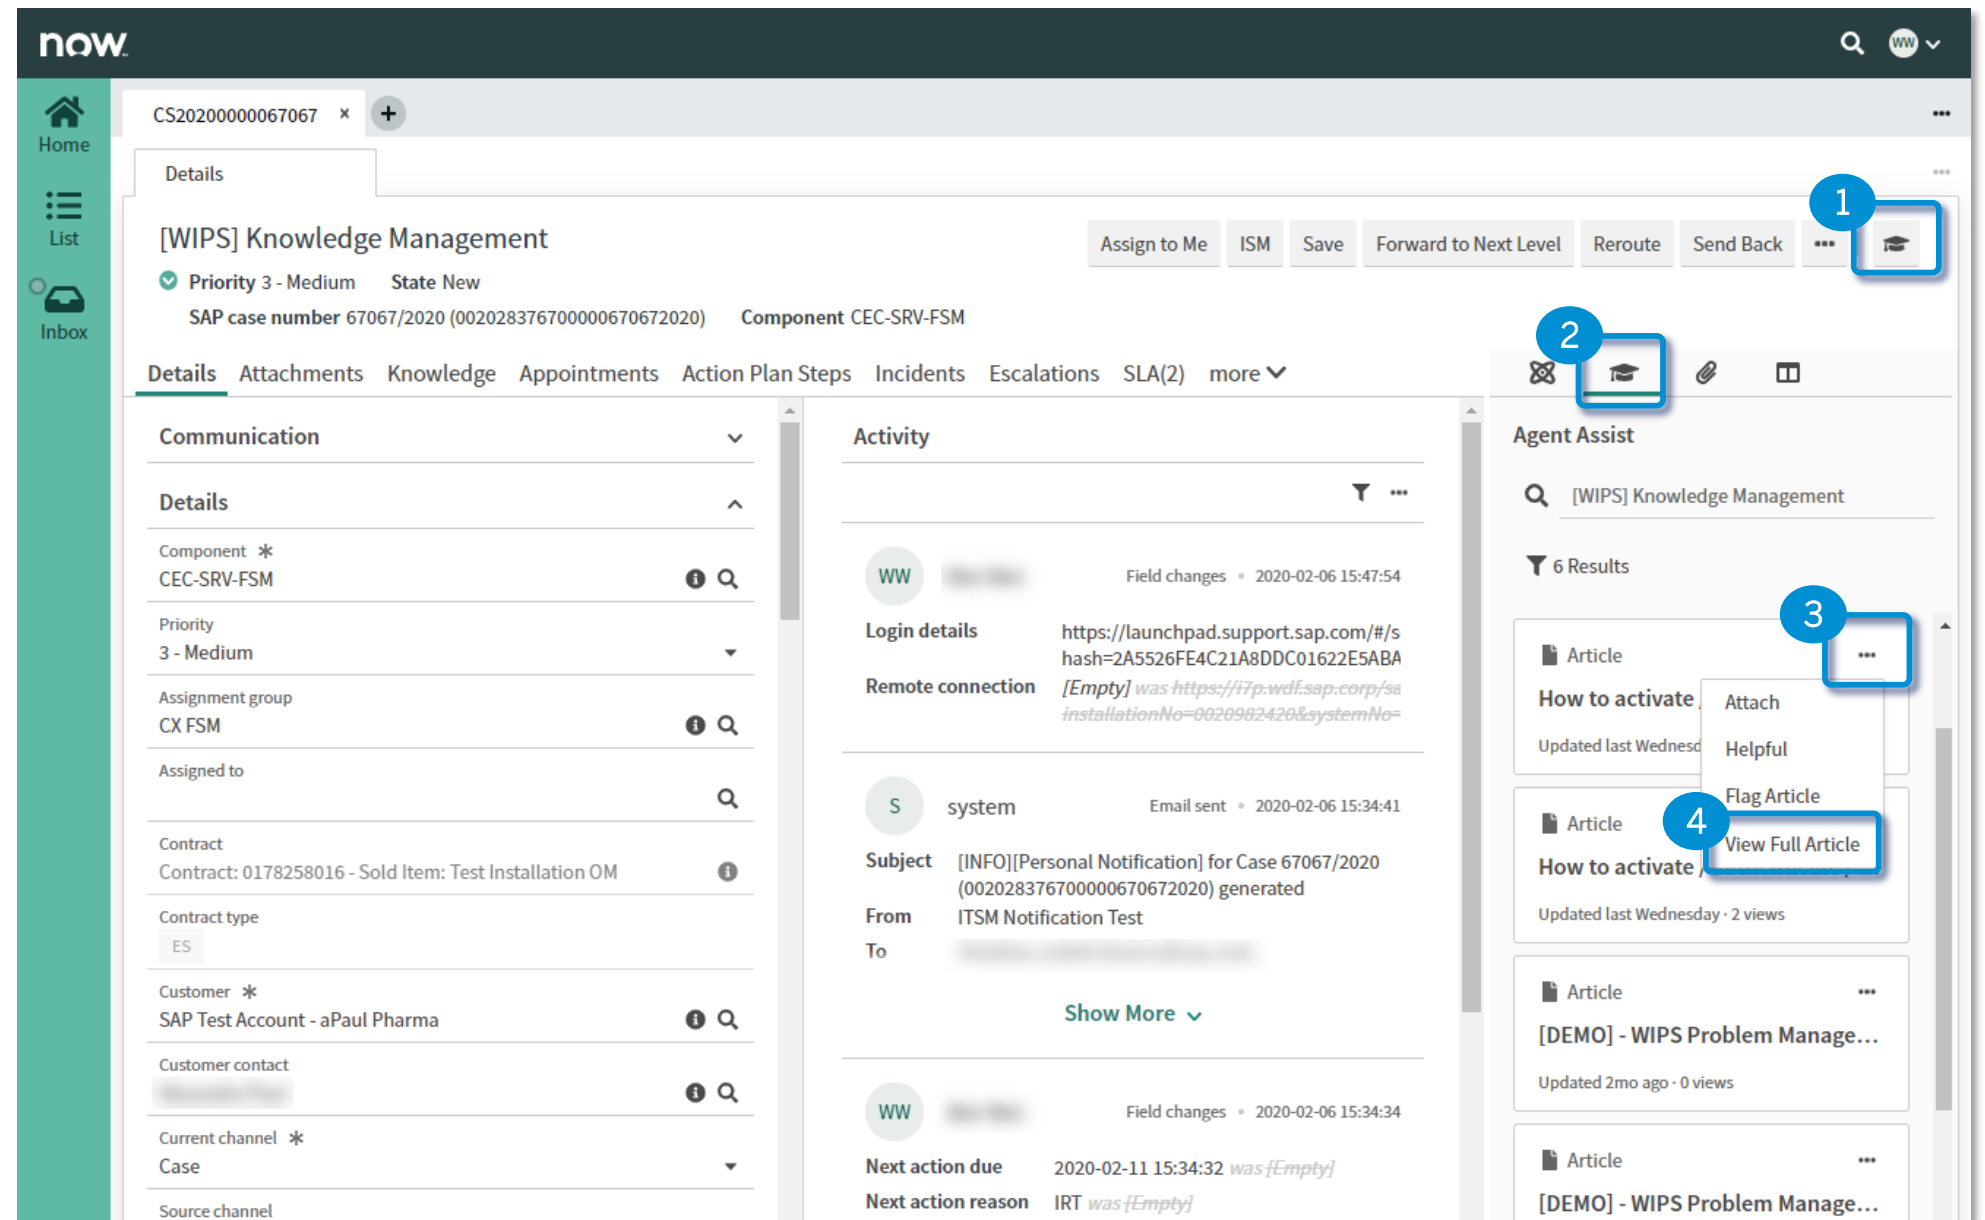 now.
WW
Home
List
Inbox
CS20200000067067 × +
Details
[WIPS] Knowledge Management
Priority 3 - Medium State New
SAP case number 67067/2020 (002028376700000670672020) Component CEC-SRV-FSM
Assign to Me ISM Save Forward to Next Level Reroute Send Back
1
2
Details Attachments Knowledge Appointments Action Plan Steps Incidents Escalations SLA(2) more
Communication
Details
Component *
CEC-SRV-FSM
Priority
3 - Medium
Assignment group
CX FSM
Assigned to
Contract
Contract: 0178258016 - Sold Item: Test Installation OM
Contract type
ES
Customer *
SAP Test Account - aPaul Pharma
Customer contact
Current channel *
Case
Source channel
Activity
WW Field changes • 2020-02-06 15:47:54
Login details https://launchpad.support.sap.com/#/s
hash=2A5526FE4C21A8DDC01622E5ABA
Remote connection [Empty] was https://i7p.wdf.sap.corp/sa
installationNo=0020982420&systemNo=
S system Email sent • 2020-02-06 15:34:41
Subject [INFO][Personal Notification] for Case 67067/2020
(002028376700000670672020) generated
From ITSM Notification Test
To
Show More
WW Field changes • 2020-02-06 15:34:34
Next action due 2020-02-11 15:34:32 was [Empty]
Next action reason IRT was [Empty]
Agent Assist
[WIPS] Knowledge Management
6 Results
3
Article
How to activate
Updated last Wednesd
Attach
Helpful
Flag Article
4
View Full Article
Article
How to activate
Updated last Wednesday · 2 views
Article
[DEMO] - WIPS Problem Manage...
Updated 2mo ago · 0 views
Article
[DEMO] - WIPS Problem Manage...